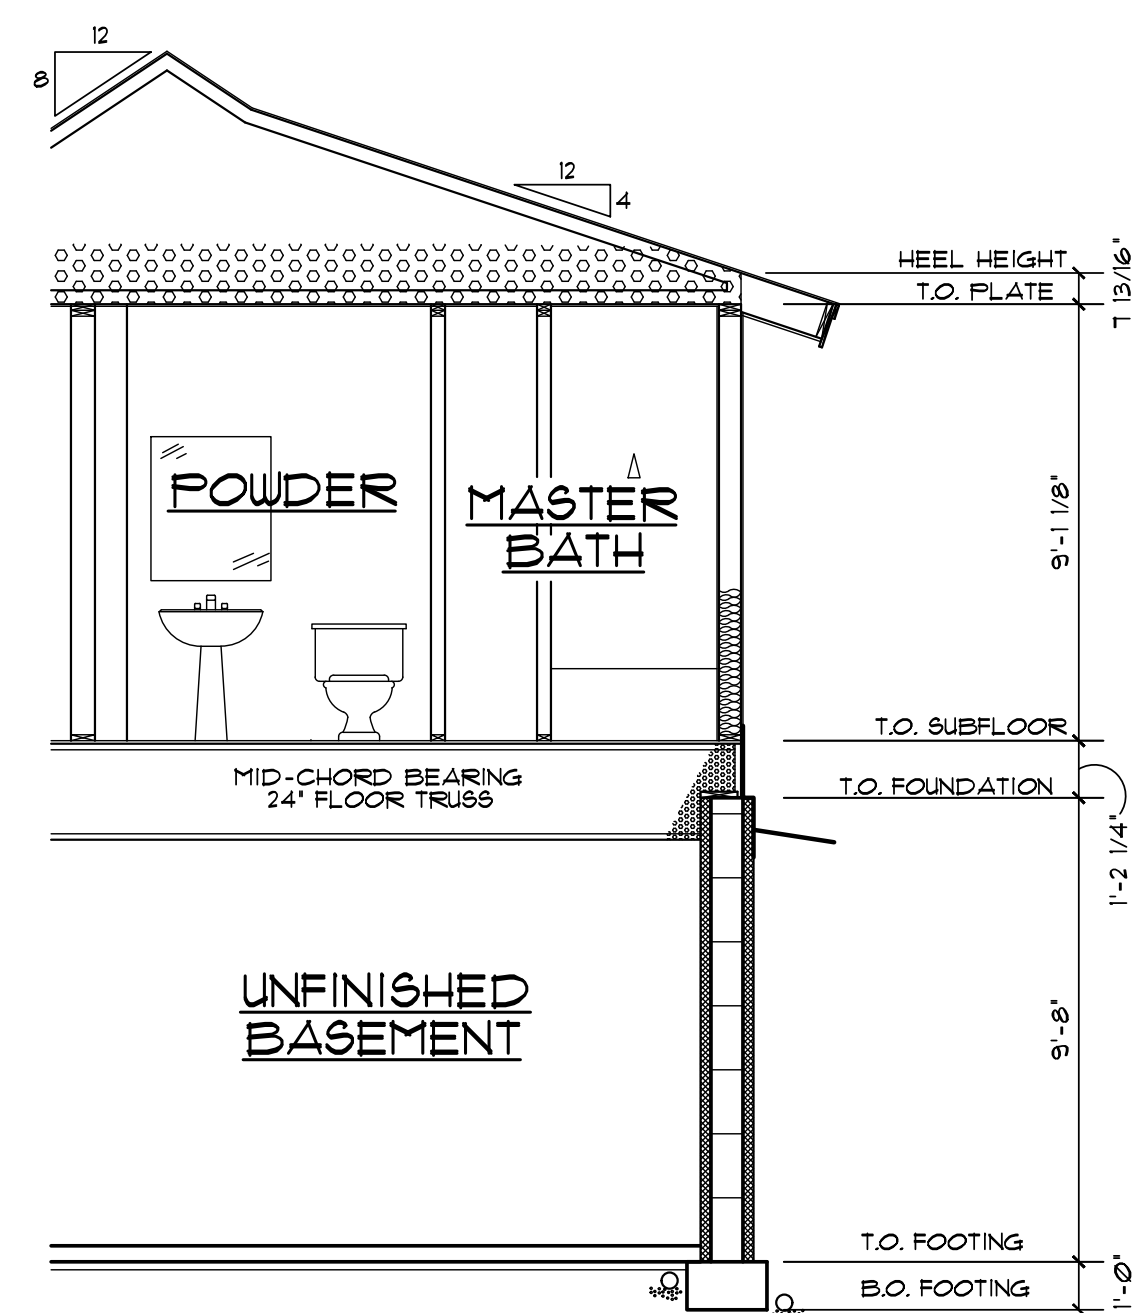 12
8
12
4
HEEL HEIGHT
T.O. PLATE
7 13/16"
POWDER
MASTER
BATH
9'-1 1/8"
T.O. SUBFLOOR
MID-CHORD BEARING
24" FLOOR TRUSS
T.O. FOUNDATION
1'-2 1/4"
UNFINISHED
BASEMENT
9'-8"
T.O. FOOTING
B.O. FOOTING
1'-0"